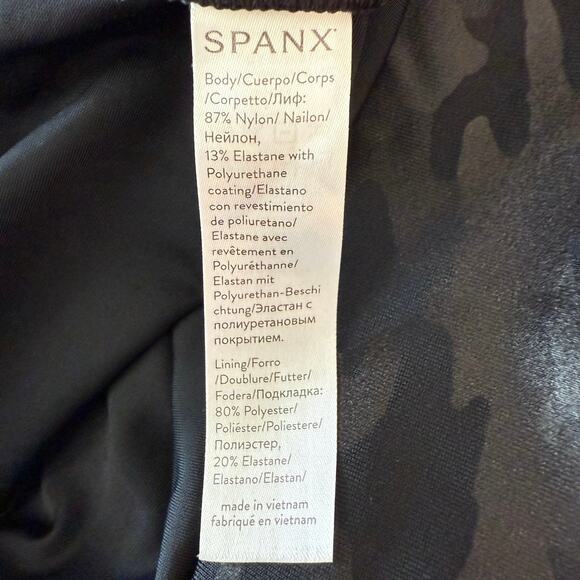 SPANX®
Body/Cuerpo/Corps
/Corpetto/Лиф:
87% Nylon/ Nailon/
Нейлон,
13% Elastane with
Polyurethane
coating/Elastano
con revestimiento
de poliuretano/
Elastane avec
revêtement en
Polyuréthanne/
Elastan mit
Polyurethan-Beschi
chtung/Эластан с
полиуретановым
покрытием.
Lining/Forro
/Doublure/Futter/
Fodera/Подкладка:
80% Polyester/
Poliéster/Poliestere/
Полиэстер,
20% Elastane/
Elastano/Elastan/
made in vietnam
fabriqué en vietnam